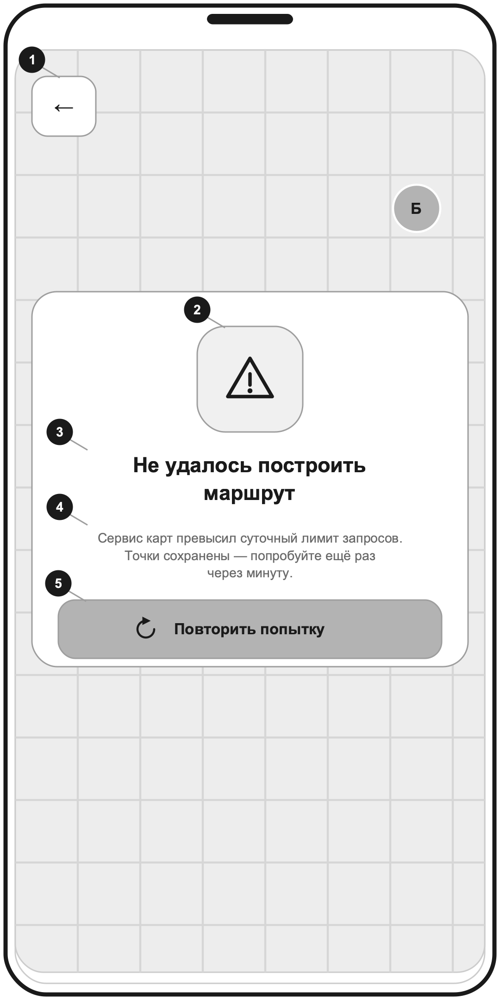 1
←
Б
2
3
Не удалось построить
маршрут
4
Сервис карт превысил суточный лимит запросов.
Точки сохранены — попробуйте ещё раз
через минуту.
5
Повторить попытку